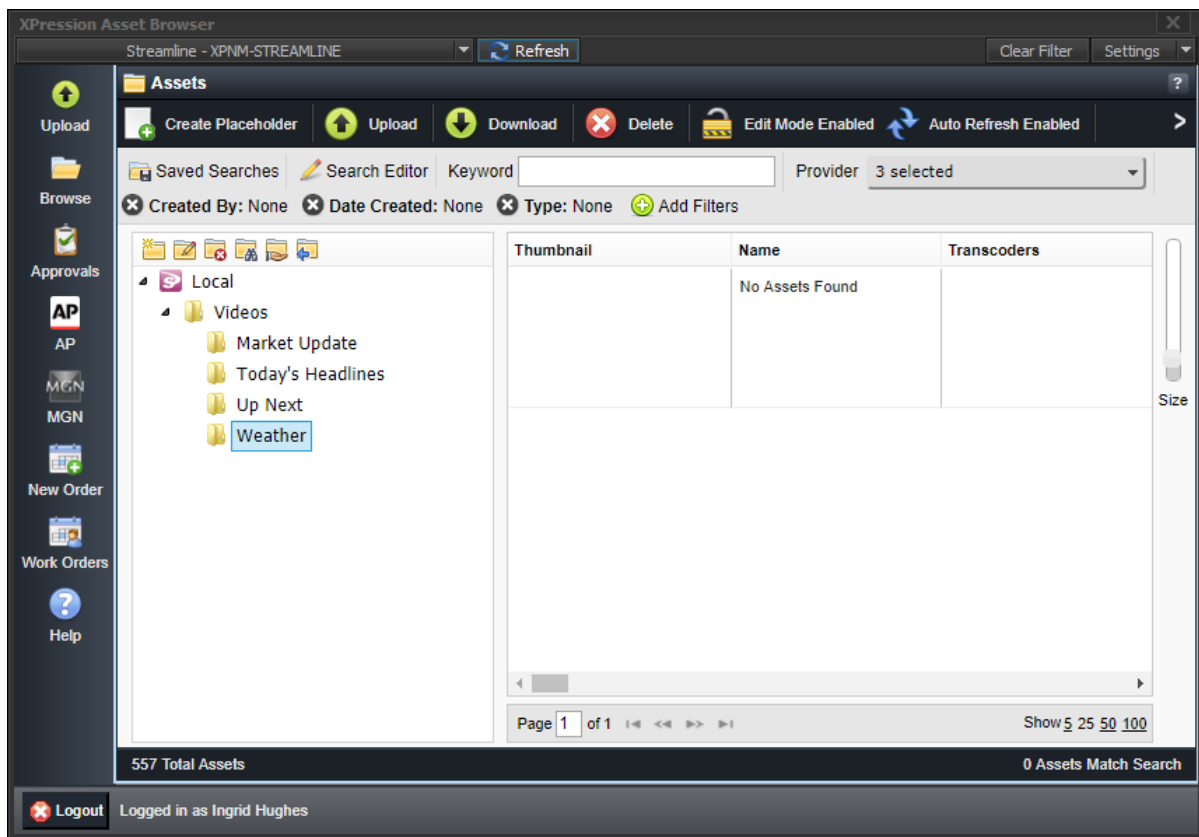 XPression Asset Browser
Streamline - XPNM-STREAMLINE Refresh Clear Filter Settings
Assets ?
Upload
Create Placeholder Upload Download Delete Edit Mode Enabled Auto Refresh Enabled >
Browse
Saved Searches Search Editor Keyword Provider 3 selected
Created By: None Date Created: None Type: None Add Filters
Approvals
AP
AP
MGN
MGN
New Order
Work Orders
Help
Local
Videos
Market Update
Today's Headlines
Up Next
Weather
Thumbnail Name Transcoders
No Assets Found
Size
Page 1 of 1 Show 5 25 50 100
557 Total Assets 0 Assets Match Search
Logout Logged in as Ingrid Hughes